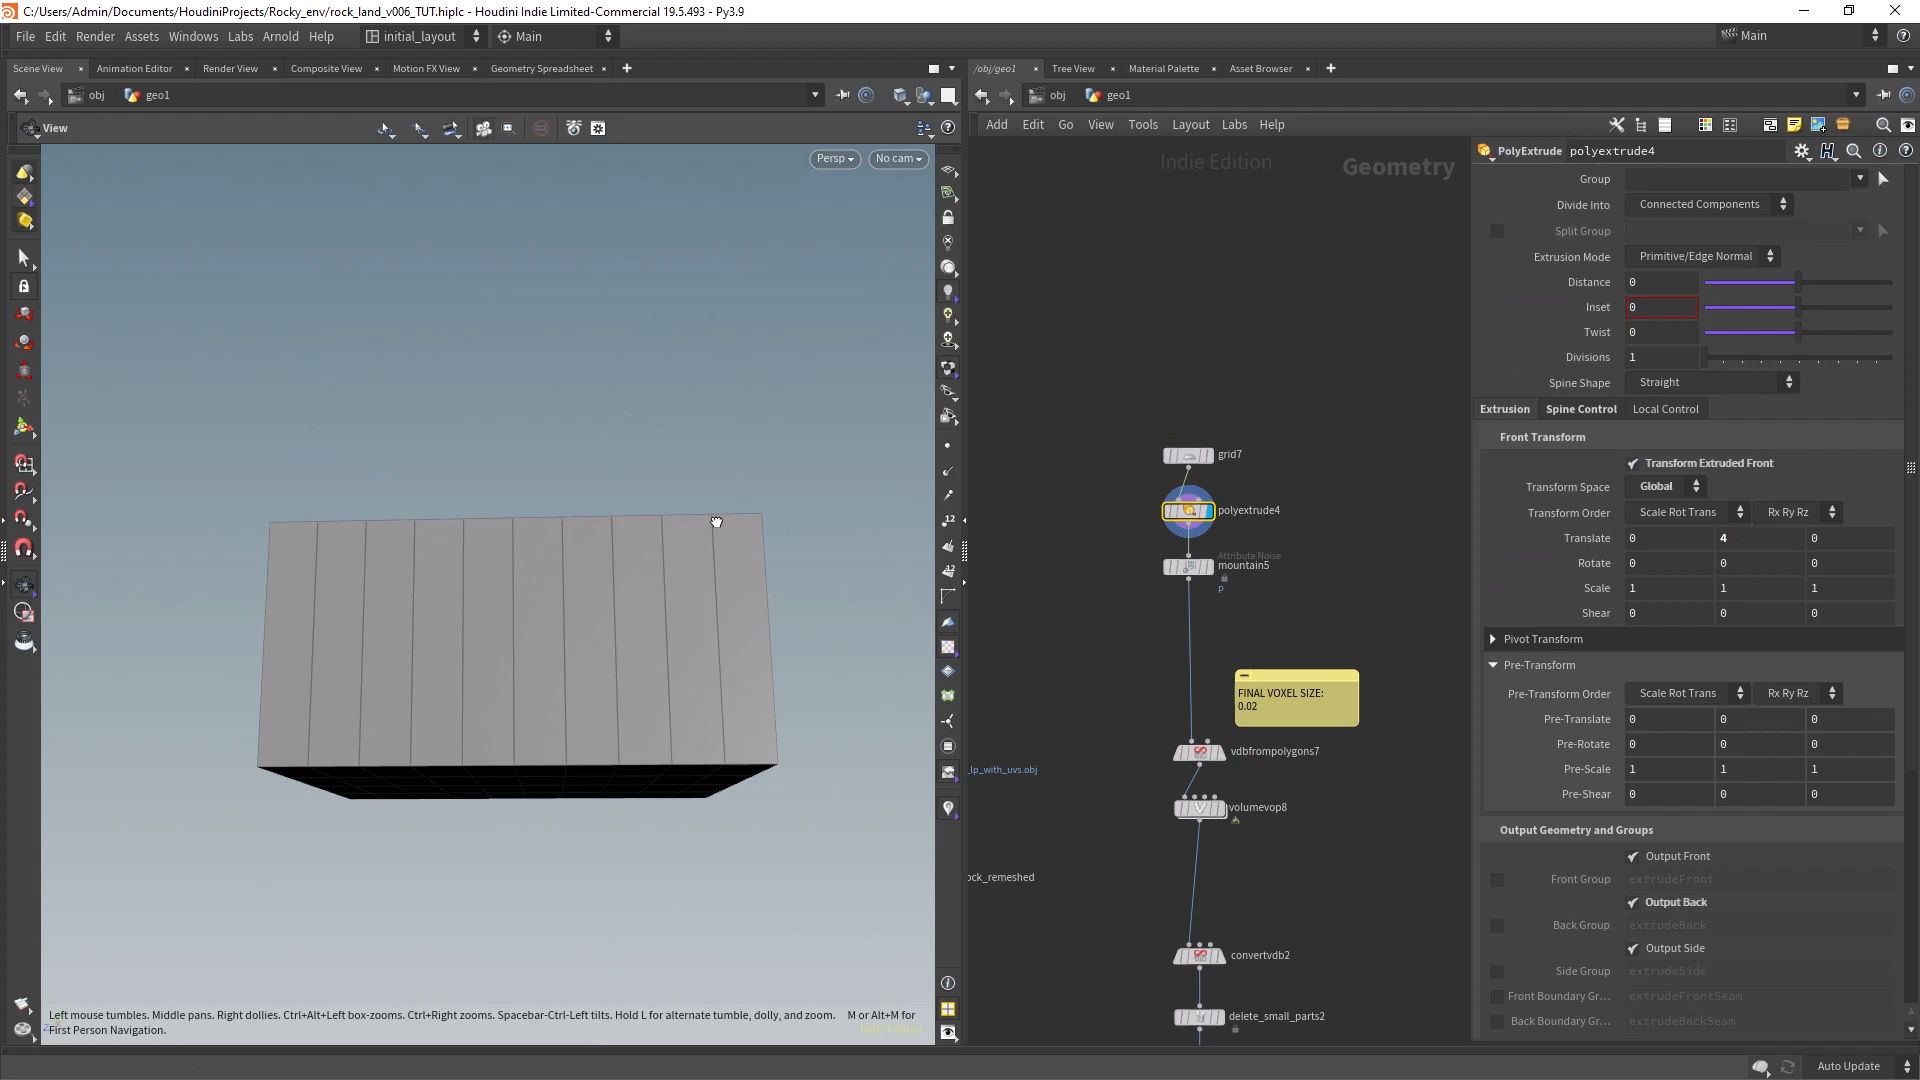 C:/Users/Admin/Documents/HoudiniProjects/Rocky_env/rock_land_v006_TUT.hiplc - Houdini Indie Limited-Commercial 19.5.493 - Py3.9
File Edit Render Assets Windows Labs Arnold Help initial_layout Main Main
Scene View Animation Editor Render View Composite View Motion FX View Geometry Spreadsheet
/obj/geo1 Tree View Material Palette Asset Browser
obj geo1
obj geo1
View
Add Edit Go View Tools Layout Labs Help
Persp No cam
Indie Edition Geometry
PolyExtrude polyextrude4
Group
Divide Into Connected Components
Split Group
Extrusion Mode Primitive/Edge Normal
Distance 0
Inset 0
Twist 0
Divisions 1
Spine Shape Straight
Extrusion Spine Control Local Control
Front Transform
Transform Extruded Front
Transform Space Global
Transform Order Scale Rot Trans Rx Ry Rz
Translate 0 4 0
Rotate 0 0 0
Scale 1 1 1
Shear 0 0 0
Pivot Transform
Pre-Transform
Pre-Transform Order Scale Rot Trans Rx Ry Rz
Pre-Translate 0 0 0
Pre-Rotate 0 0 0
Pre-Scale 1 1 1
Pre-Shear 0 0 0
Output Geometry and Groups
Output Front
Front Group extrudeFront
Output Back
Back Group extrudeBack
Output Side
Side Group extrudeSide
Front Boundary Gr... extrudeFrontSeam
Back Boundary Gr... extrudeBackSeam
grid7
polyextrude4
Attribute Noise
mountain5
P
FINAL VOXEL SIZE:
0.02
vdbfrompolygons7
_lp_with_uvs.obj
volumevop8
ock_remeshed
convertvdb2
delete_small_parts2
12
12
Left mouse tumbles. Middle pans. Right dollies. Ctrl+Alt+Left box-zooms. Ctrl+Right zooms. Spacebar-Ctrl-Left tilts. Hold L for alternate tumble, dolly, and zoom. M or Alt+M for
First Person Navigation.
Indie Edition
Auto Update